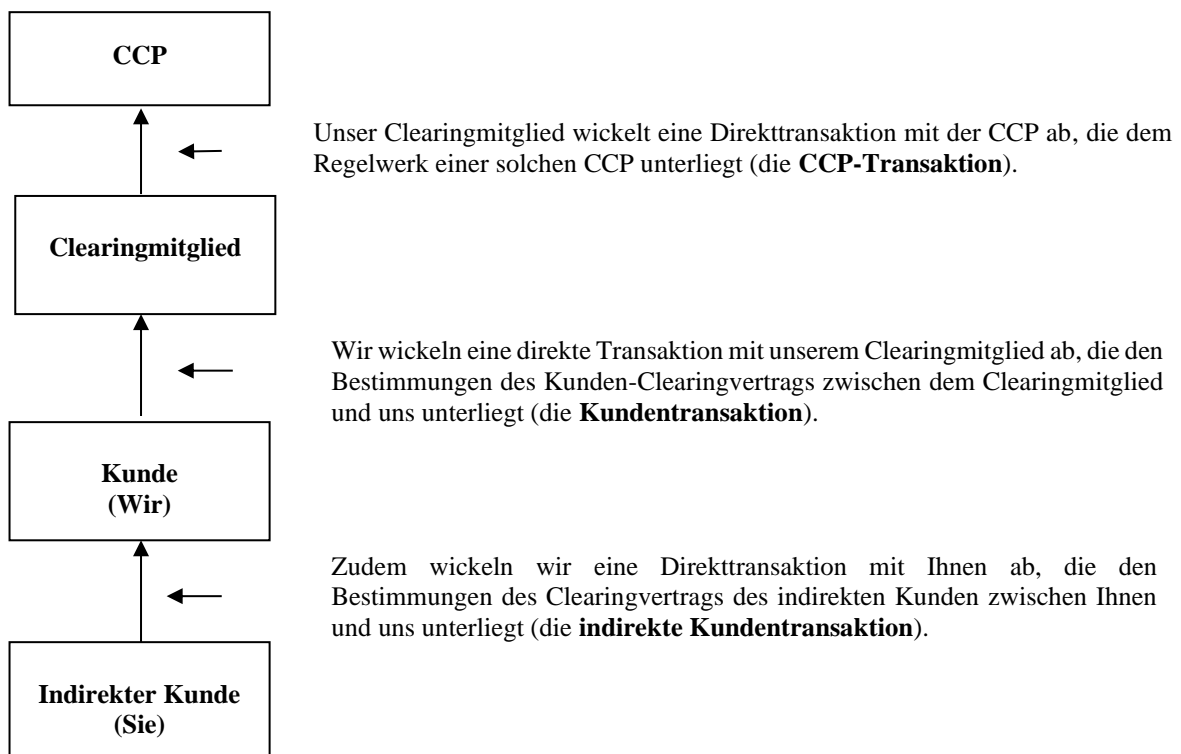 CCP
Unser Clearingmitglied wickelt eine Direkttransaktion mit der CCP ab, die dem
Regelwerk einer solchen CCP unterliegt (die CCP-Transaktion).
Clearingmitglied
Wir wickeln eine direkte Transaktion mit unserem Clearingmitglied ab, die den
Bestimmungen des Kunden-Clearingvertrags zwischen dem Clearingmitglied
und uns unterliegt (die Kundentransaktion).
Kunde
(Wir)
Zudem wickeln wir eine Direkttransaktion mit Ihnen ab, die den
Bestimmungen des Clearingvertrags des indirekten Kunden zwischen Ihnen
und uns unterliegt (die indirekte Kundentransaktion).
Indirekter Kunde
(Sie)